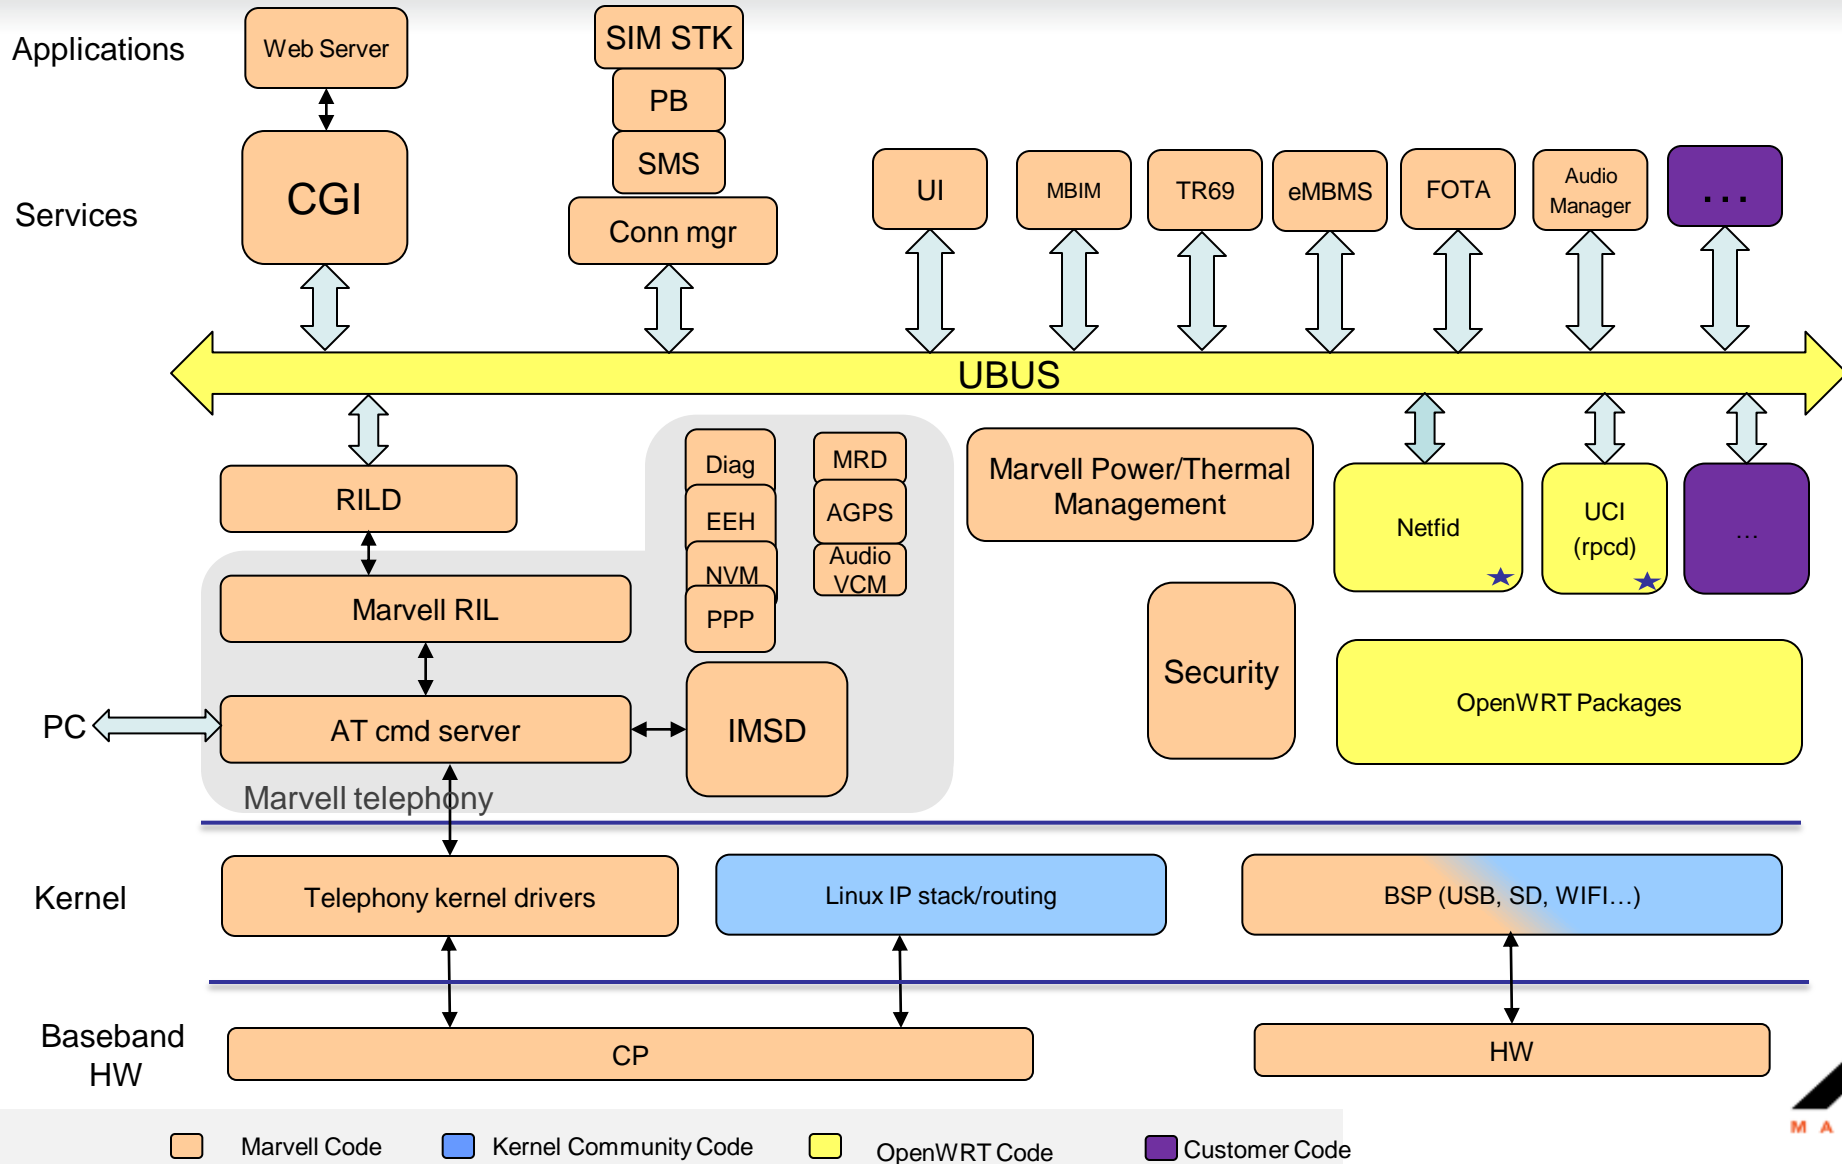 Applications
Web Server
SIM STK
PB
SMS
Conn mgr
CGI
Services
UI
MBIM
TR69
eMBMS
FOTA
Audio
Manager
...
UBUS
RILD
Diag
EEH
NVM
PPP
MRD
AGPS
Audio
VCM
Marvell Power/Thermal
Management
Netfid
UCI
(rpcd)
...
Marvell RIL
Security
OpenWRT Packages
PC
AT cmd server
IMSD
Marvell telephony
Kernel
Telephony kernel drivers
Linux IP stack/routing
BSP (USB, SD, WIFI...)
Baseband
HW
CP
HW
M A
Marvell Code
Kernel Community Code
OpenWRT Code
Customer Code